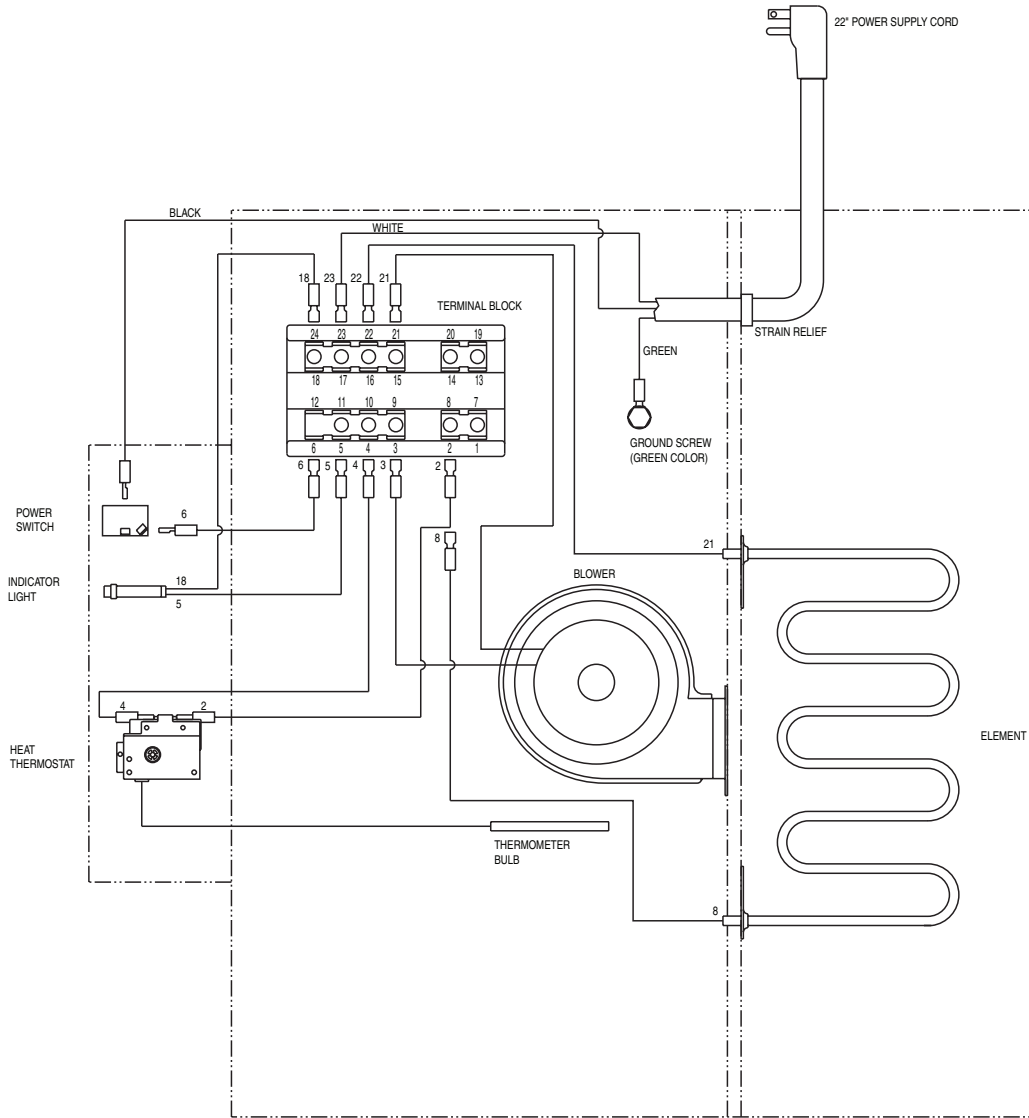 22" POWER SUPPLY CORD
BLACK
WHITE
18 23 22 21
TERMINAL BLOCK
24 23 22 21 20 19
18 17 16 15 14 13
12 11 10 9 8 7
6 5 4 3 2 1
6 5 4 3 2
STRAIN RELIEF
GREEN
GROUND SCREW
(GREEN COLOR)
POWER
SWITCH
6
8
21
INDICATOR
LIGHT
18
5
BLOWER
4 2
HEAT
THERMOSTAT
ELEMENT
THERMOMETER
BULB
8